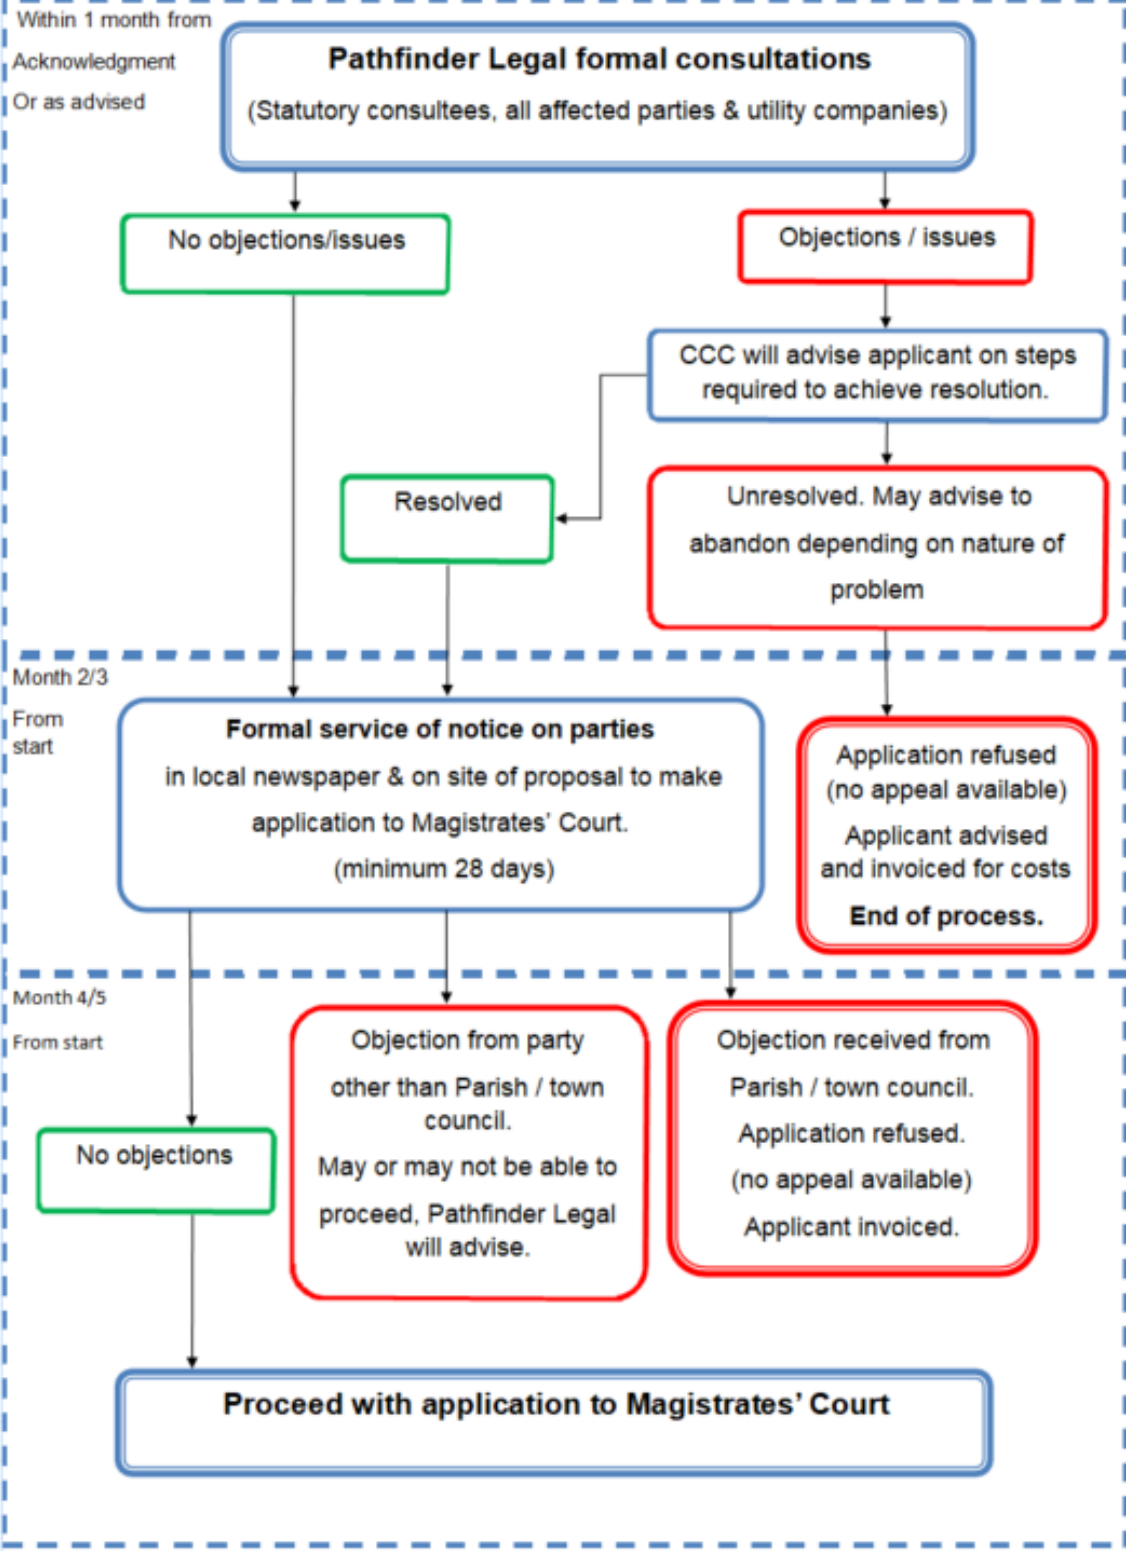 Within 1 month from
Acknowledgment
Or as advised
Pathfinder Legal formal consultations
(Statutory consultees, all affected parties & utility companies)
No objections/issues
Objections / issues
CCC will advise applicant on steps
required to achieve resolution.
Resolved
Unresolved. May advise to
abandon depending on nature of
problem
Month 2/3
From
start
Formal service of notice on parties
in local newspaper & on site of proposal to make
application to Magistrates’ Court.
(minimum 28 days)
Application refused
(no appeal available)
Applicant advised
and invoiced for costs
End of process.
Month 4/5
From start
No objections
Objection from party
other than Parish / town
council.
May or may not be able to
proceed, Pathfinder Legal
will advise.
Objection received from
Parish / town council.
Application refused.
(no appeal available)
Applicant invoiced.
Proceed with application to Magistrates’ Court